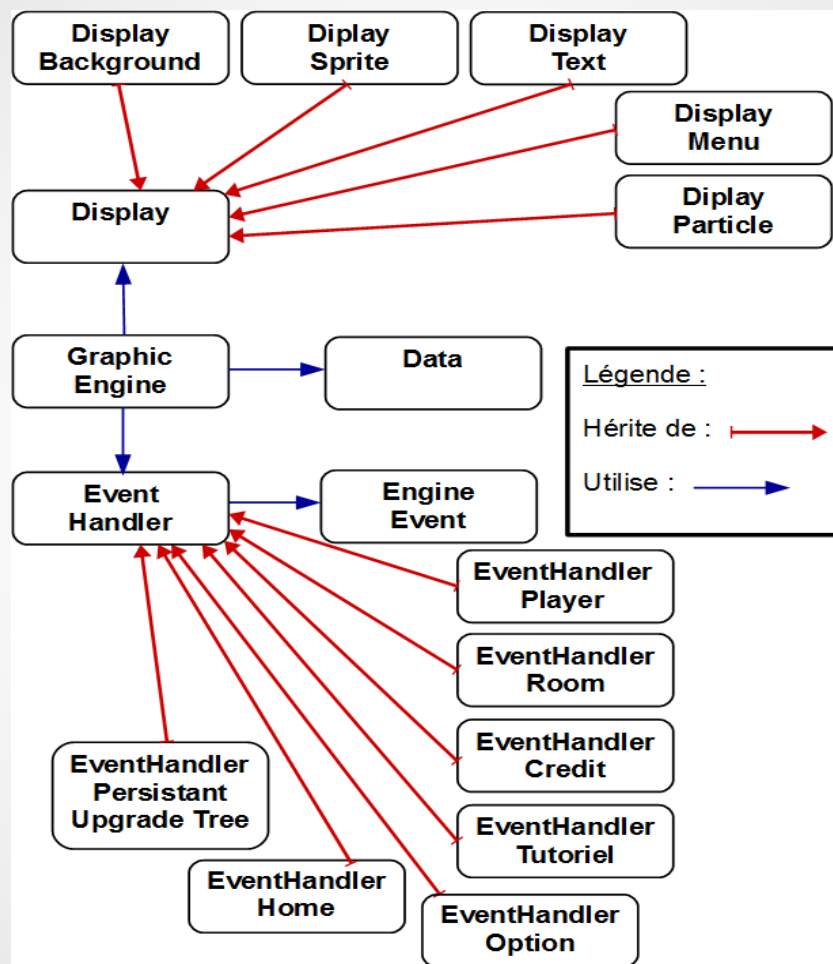 Display
Background
Diplay
Sprite
Display
Text
Display
Menu
Display
Diplay
Particle
Graphic
Engine
Data
Légende :
Hérite de :
Utilise :
Event
Handler
Engine
Event
EventHandler
Player
EventHandler
Room
EventHandler
Credit
EventHandler
Persistant
Upgrade Tree
EventHandler
Tutoriel
EventHandler
Home
EventHandler
Option